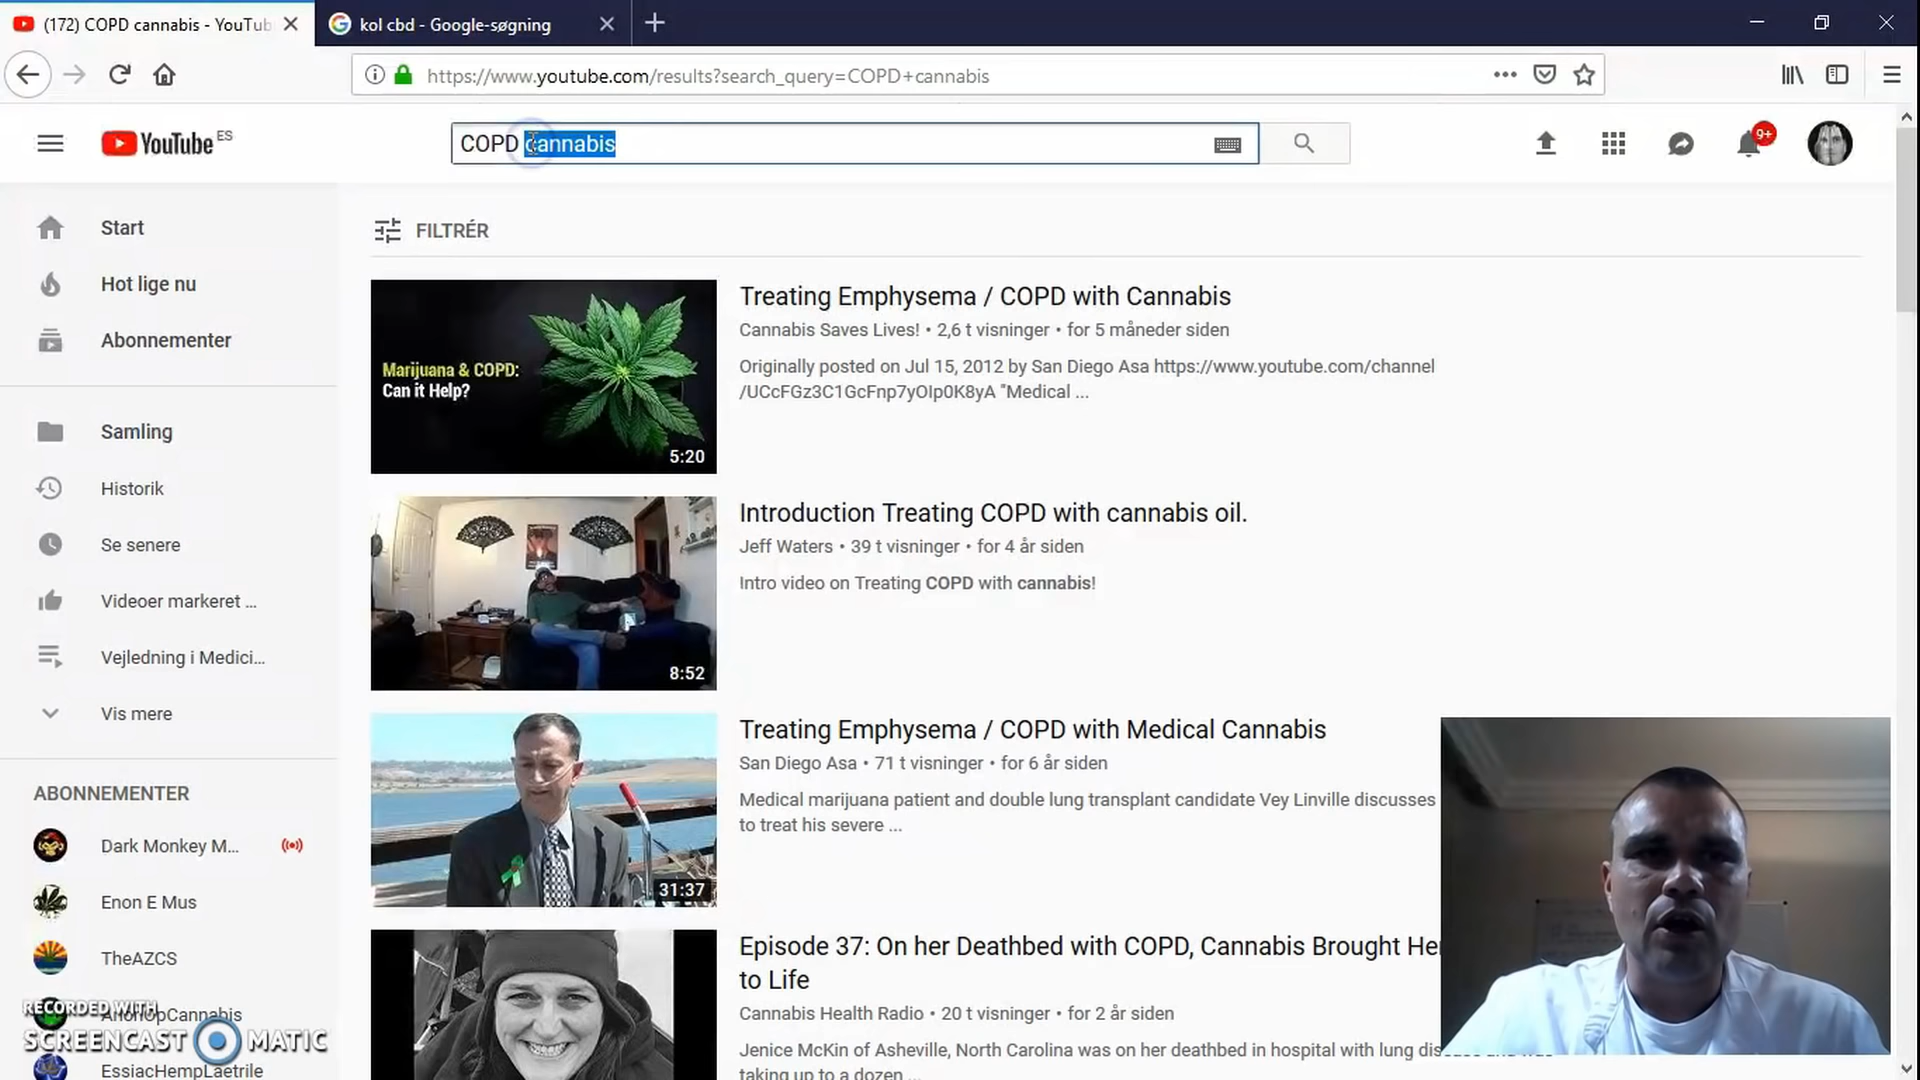 (172) COPD cannabis - YouTub
kol cbd - Google-søgning
https://www.youtube.com/results?search_query=COPD+cannabis
YouTube ES
COPD cannabis
9+
Start
Hot lige nu
Abonnementer
Samling
Historik
Se senere
Videoer markeret ...
Vejledning i Medici...
Vis mere
ABONNEMENTER
Dark Monkey M...
Enon E Mus
TheAZCS
EssiacHempLaetrile
RECORDED WITH
SCREENCAST MATIC
FILTRÉR
Marijuana & COPD:
Can it Help?
5:20
Treating Emphysema / COPD with Cannabis
Cannabis Saves Lives! • 2,6 t visninger • for 5 måneder siden
Originally posted on Jul 15, 2012 by San Diego Asa https://www.youtube.com/channel
/UCcFGz3C1GcFnp7yOIp0K8yA "Medical ...
8:52
Introduction Treating COPD with cannabis oil.
Jeff Waters • 39 t visninger • for 4 år siden
Intro video on Treating COPD with cannabis!
31:37
Treating Emphysema / COPD with Medical Cannabis
San Diego Asa • 71 t visninger • for 6 år siden
Medical marijuana patient and double lung transplant candidate Vey Linville discusses
to treat his severe ...
Episode 37: On her Deathbed with COPD, Cannabis Brought Her
to Life
Cannabis Health Radio • 20 t visninger • for 2 år siden
Jenice McKin of Asheville, North Carolina was on her deathbed in hospital with lung
taking up to a dozen ...